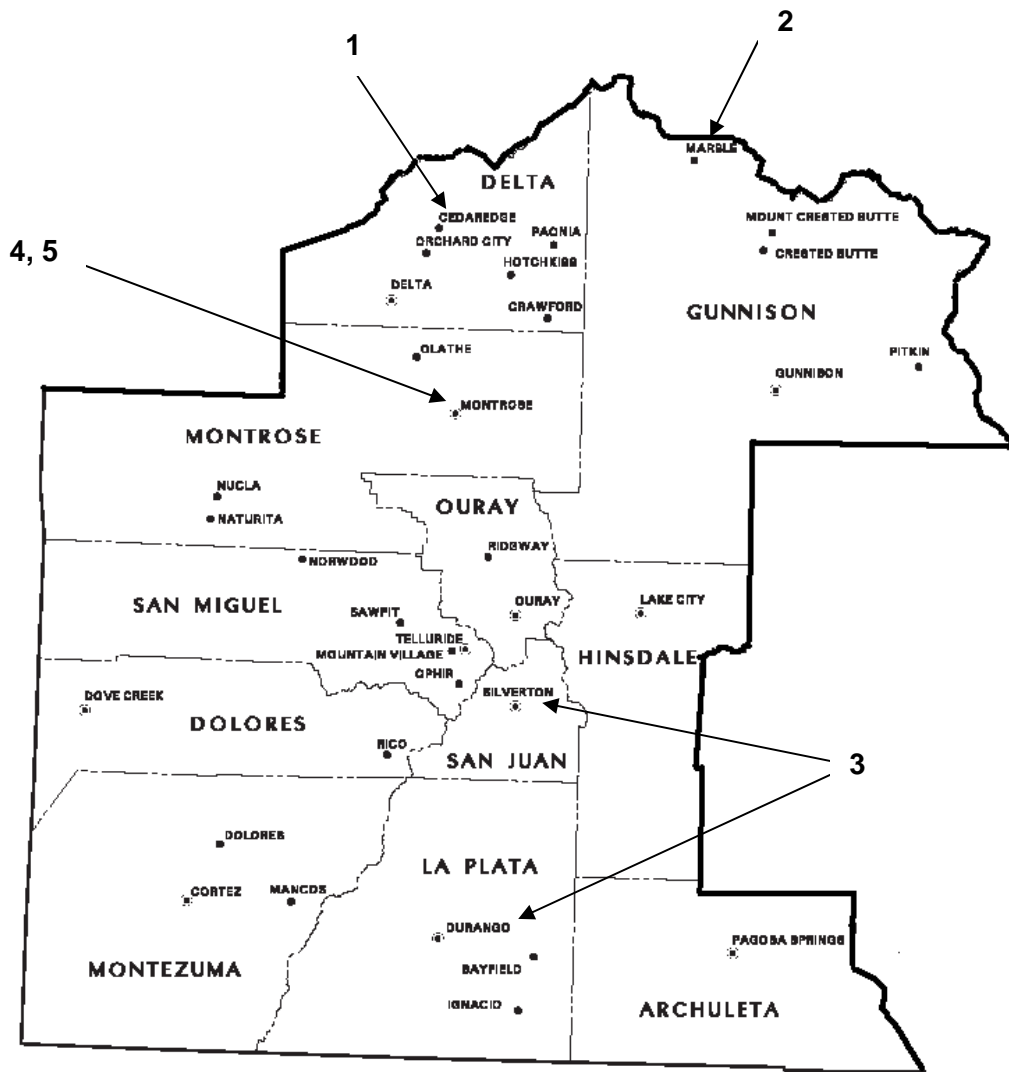 2
1
MARBLE
DELTA
CEDAREDGE
MOUNT CRESTED BUTTE
PAONIA
ORCHARD CITY
CRESTED BUTTE
4, 5
HOTCHKISS
DELTA
CRAWFORD
GUNNISON
OLATHE
PITKIN
GUNNISON
MONTROSE
MONTROSE
NUCLA
OURAY
NATURITA
RIDGWAY
NORWOOD
SAN MIGUEL
OURAY
LAKE CITY
SAWPIT
TELLURIDE
MOUNTAIN VILLAGE
HINSDALE
OPHIR
SILVERTON
DOVE CREEK
DOLORES
RICO
SAN JUAN
3
DOLORES
LA PLATA
CORTEZ
MANCOS
DURANGO
PAGOSA SPRINGS
BAYFIELD
MONTEZUMA
IGNACIO
ARCHULETA